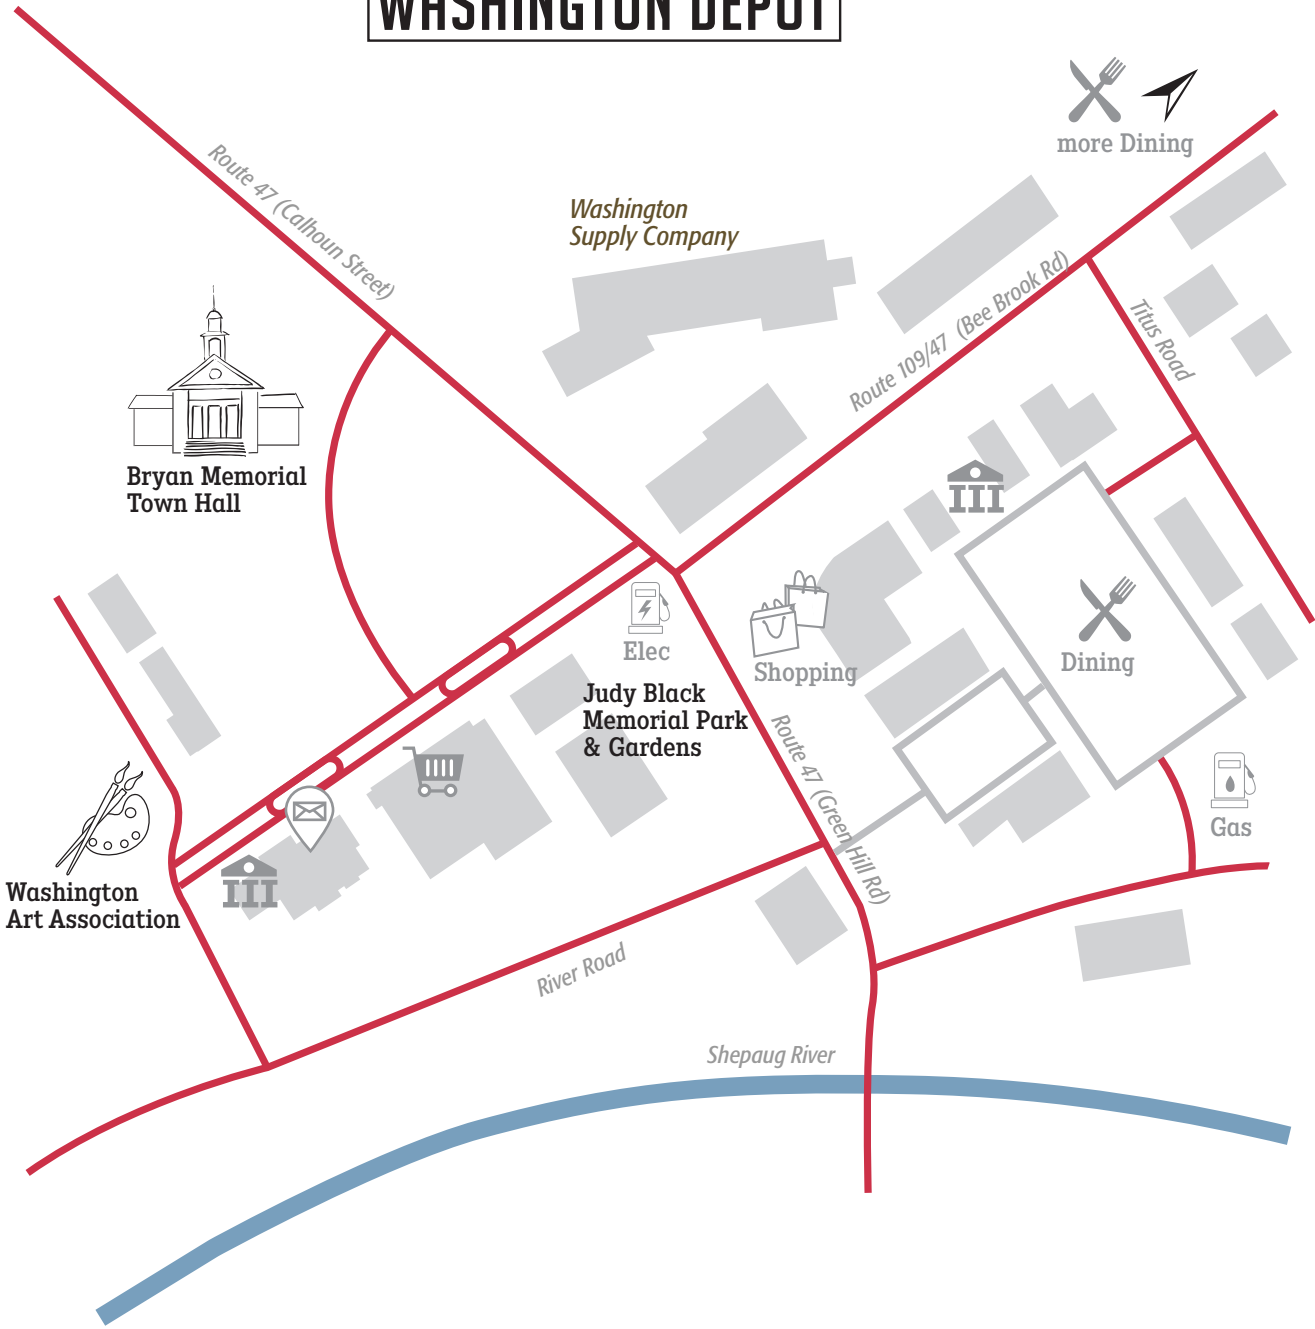 WASHINGTON DEPOT
more Dining
Route 47 (Calhoun Street)
Washington
Supply Company
Route 109/47 (Bee Brook Rd)
Titus Road
Bryan Memorial
Town Hall
Elec
Shopping
Dining
Judy Black
Memorial Park
& Gardens
Route 47 (Green Hill Rd)
Gas
Washington
Art Association
River Road
Shepaug River